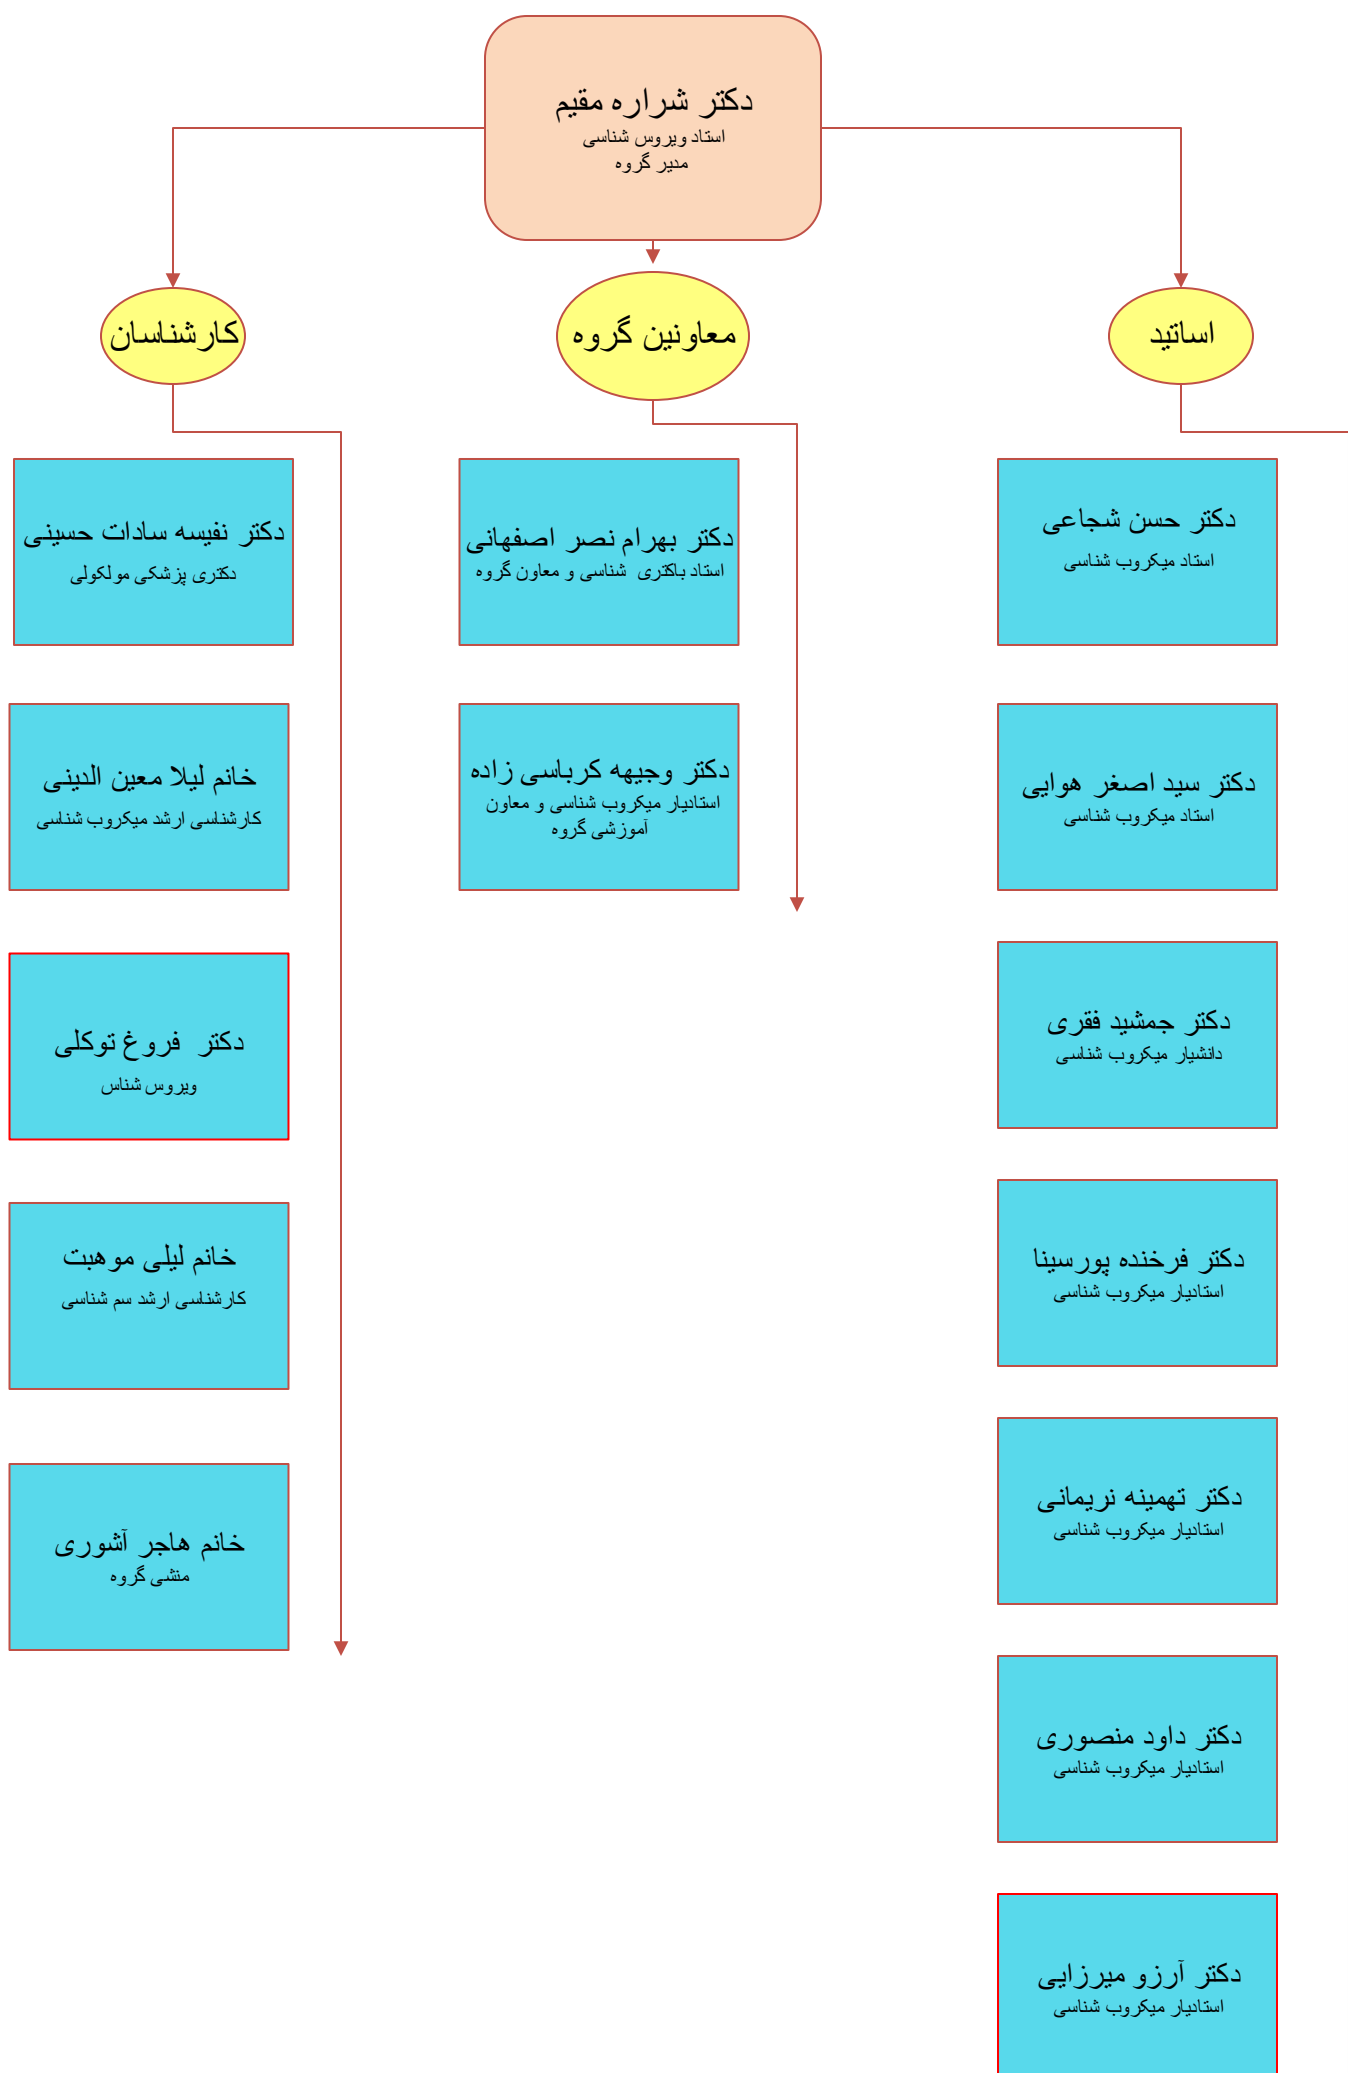 دکتر شراره مقیم
استاد ویروس شناسی
مدیر گروه
اساتید
معاونین گروه
کارشناسان
دکتر حسن شجاعی
استاد میکروب شناسی
دکتر سید اصغر هوایی
استاد میکروب شناسی
دکتر جمشید فقری
دانشیار میکروب شناسی
دکتر فرخنده پورسینا
استادیار میکروب شناسی
دکتر تهمینه نریمانی
استادیار میکروب شناسی
دکتر داود منصوری
استادیار میکروب شناسی
دکتر آرزو میرزایی
استادیار میکروب شناسی
دکتر بهرام نصر اصفهانی
استاد باکتری شناسی و معاون گروه
دکتر وجیهه کرباسی زاده
استادیار میکروب شناسی و معاون
آموزشی گروه
دکتر نفیسه سادات حسینی
دکتری پزشکی مولکولی
خانم لیلا معین الدینی
کارشناسی ارشد میکروب شناسی
دکتر فروغ توکلی
ویروس شناس
خانم لیلی موهبت
کارشناسی ارشد سم شناسی
خانم هاجر آشوری
منشی گروه